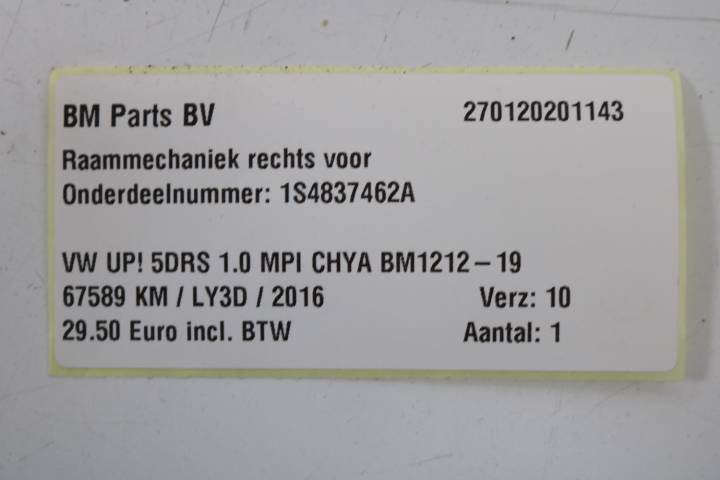 BM Parts BV 270120201143
Raammechaniek rechts voor
Onderdeelnummer: 1S4837462A
VW UP! 5DRS 1.0 MPI CHYA BM1212-19
67589 KM / LY3D / 2016 Verz: 10
29.50 Euro incl. BTW Aantal: 1